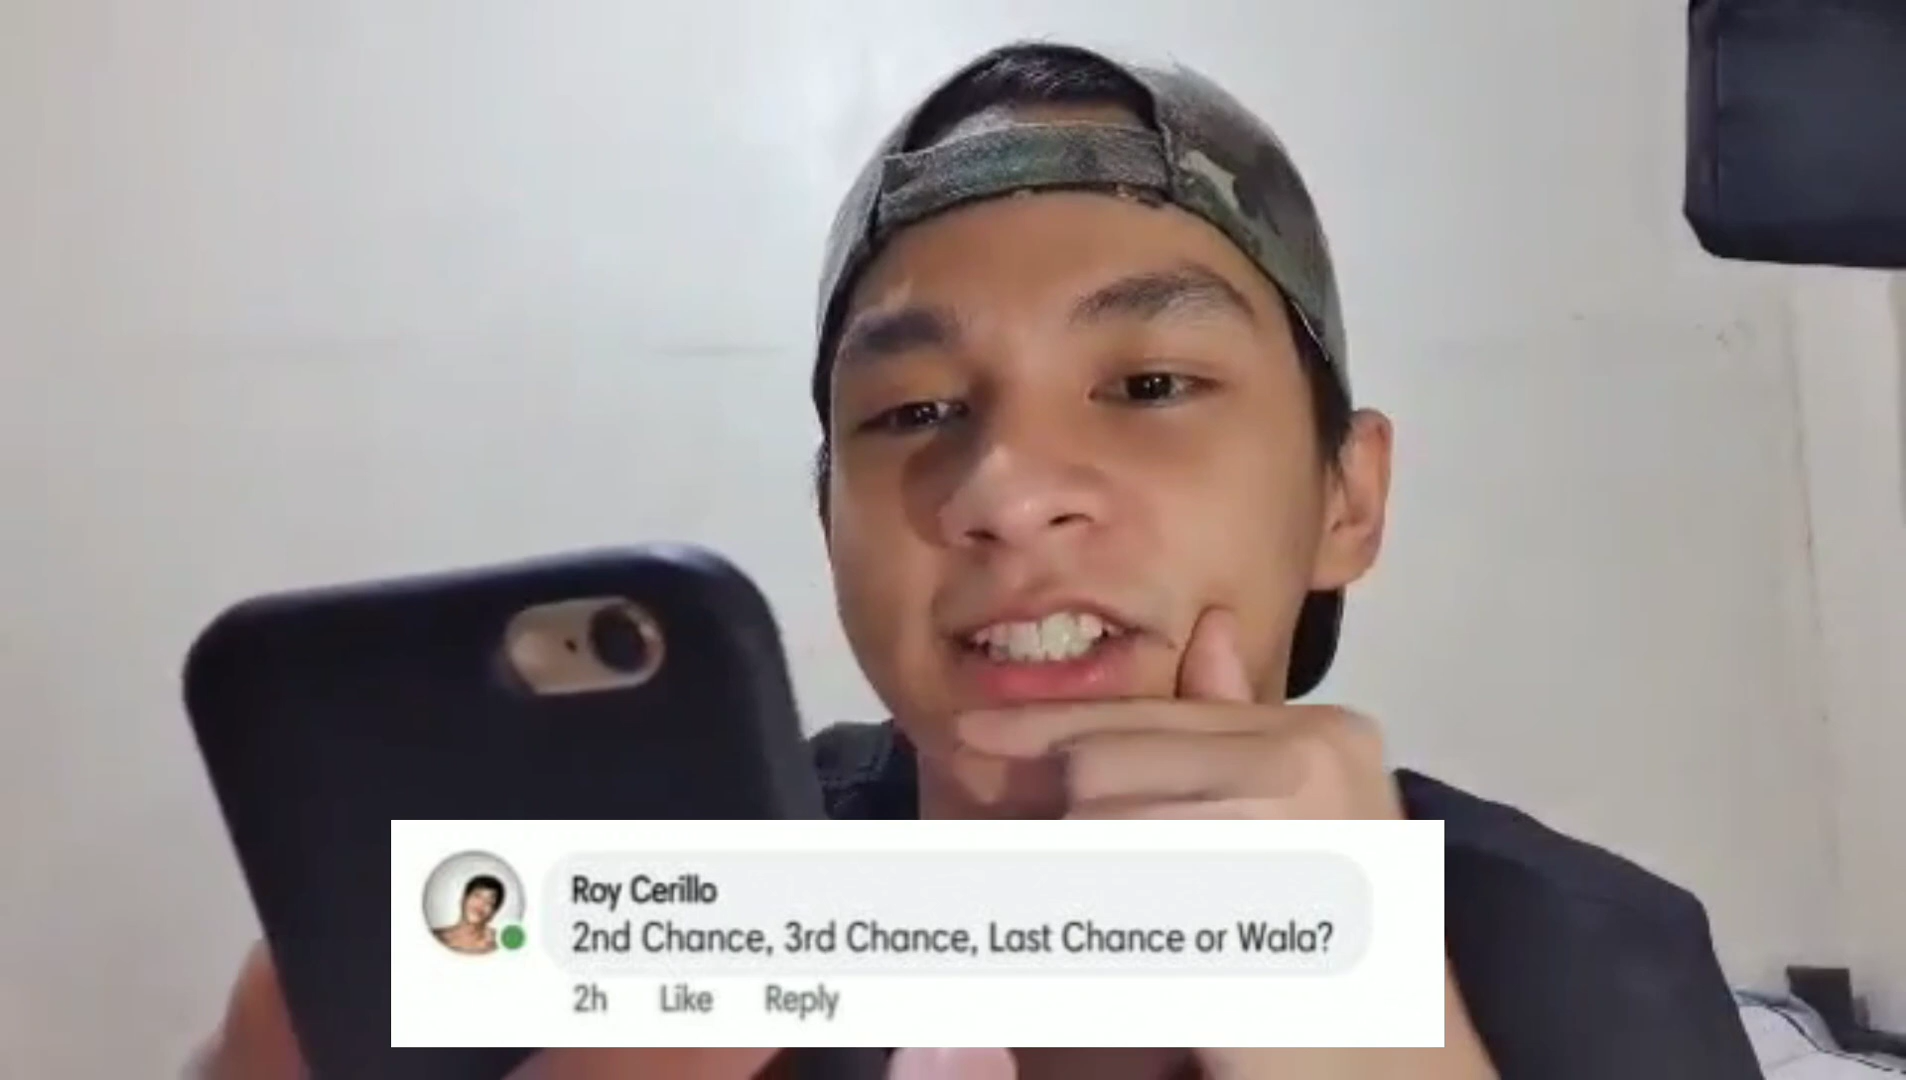 Roy Cerillo
2nd Chance, 3rd Chance, Last Chance or Wala?
2h Like Reply